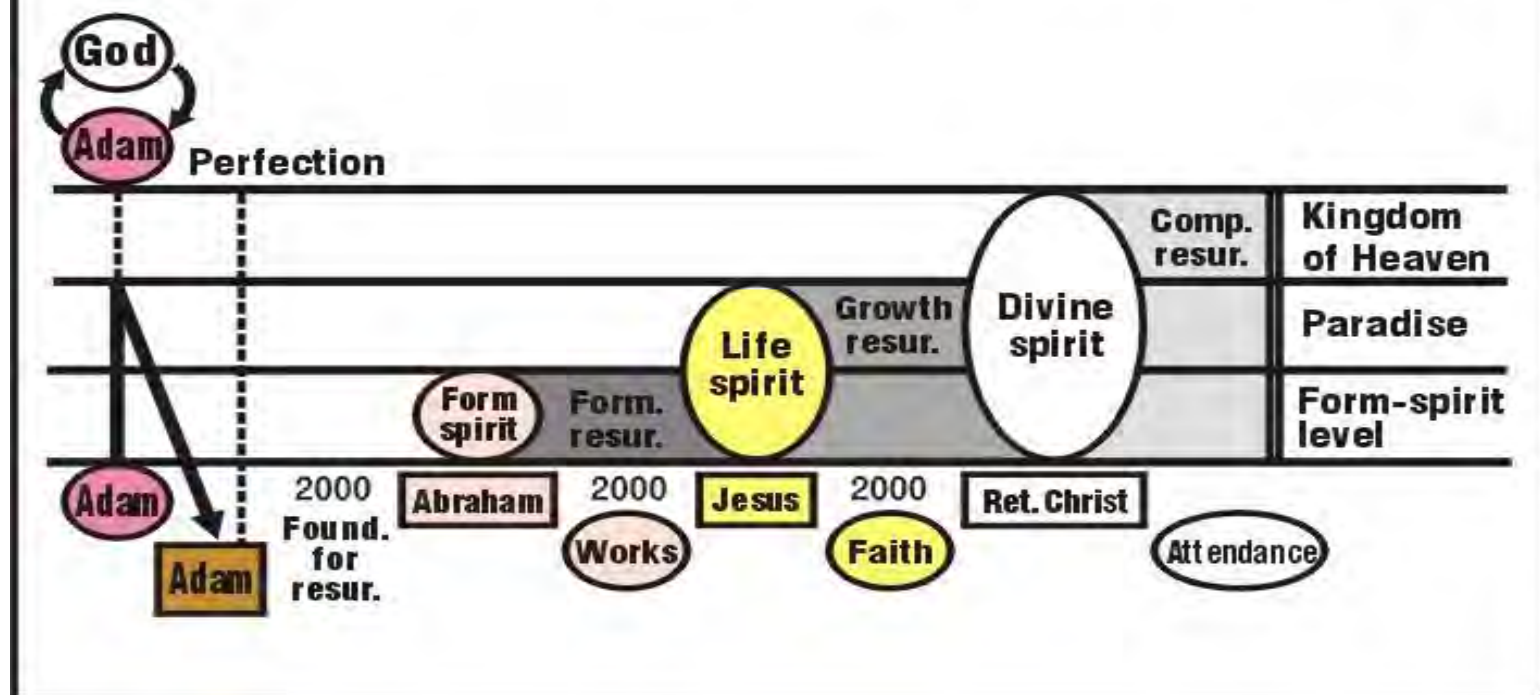 God
Adam
Perfection
Comp.
resur.
Kingdom
of Heaven
Growth
resur.
Divine
spirit
Paradise
Life
spirit
Form
spirit
Form.
resur.
Form-spirit
level
Adam
2000
Found.
for
resur.
Abraham
2000
Jesus
2000
Ret. Christ
Works
Faith
Attendance
Adam